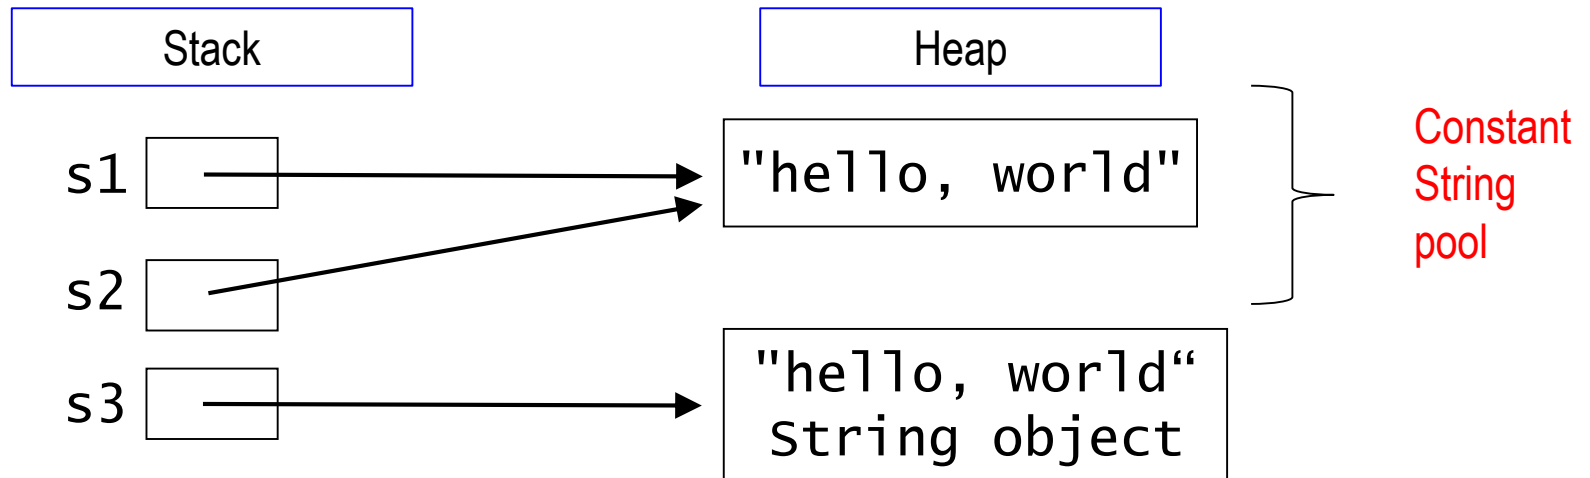 Stack
Heap
s1
"hello, world"
Constant
String
pool
s2
s3
"hello, world“
String object